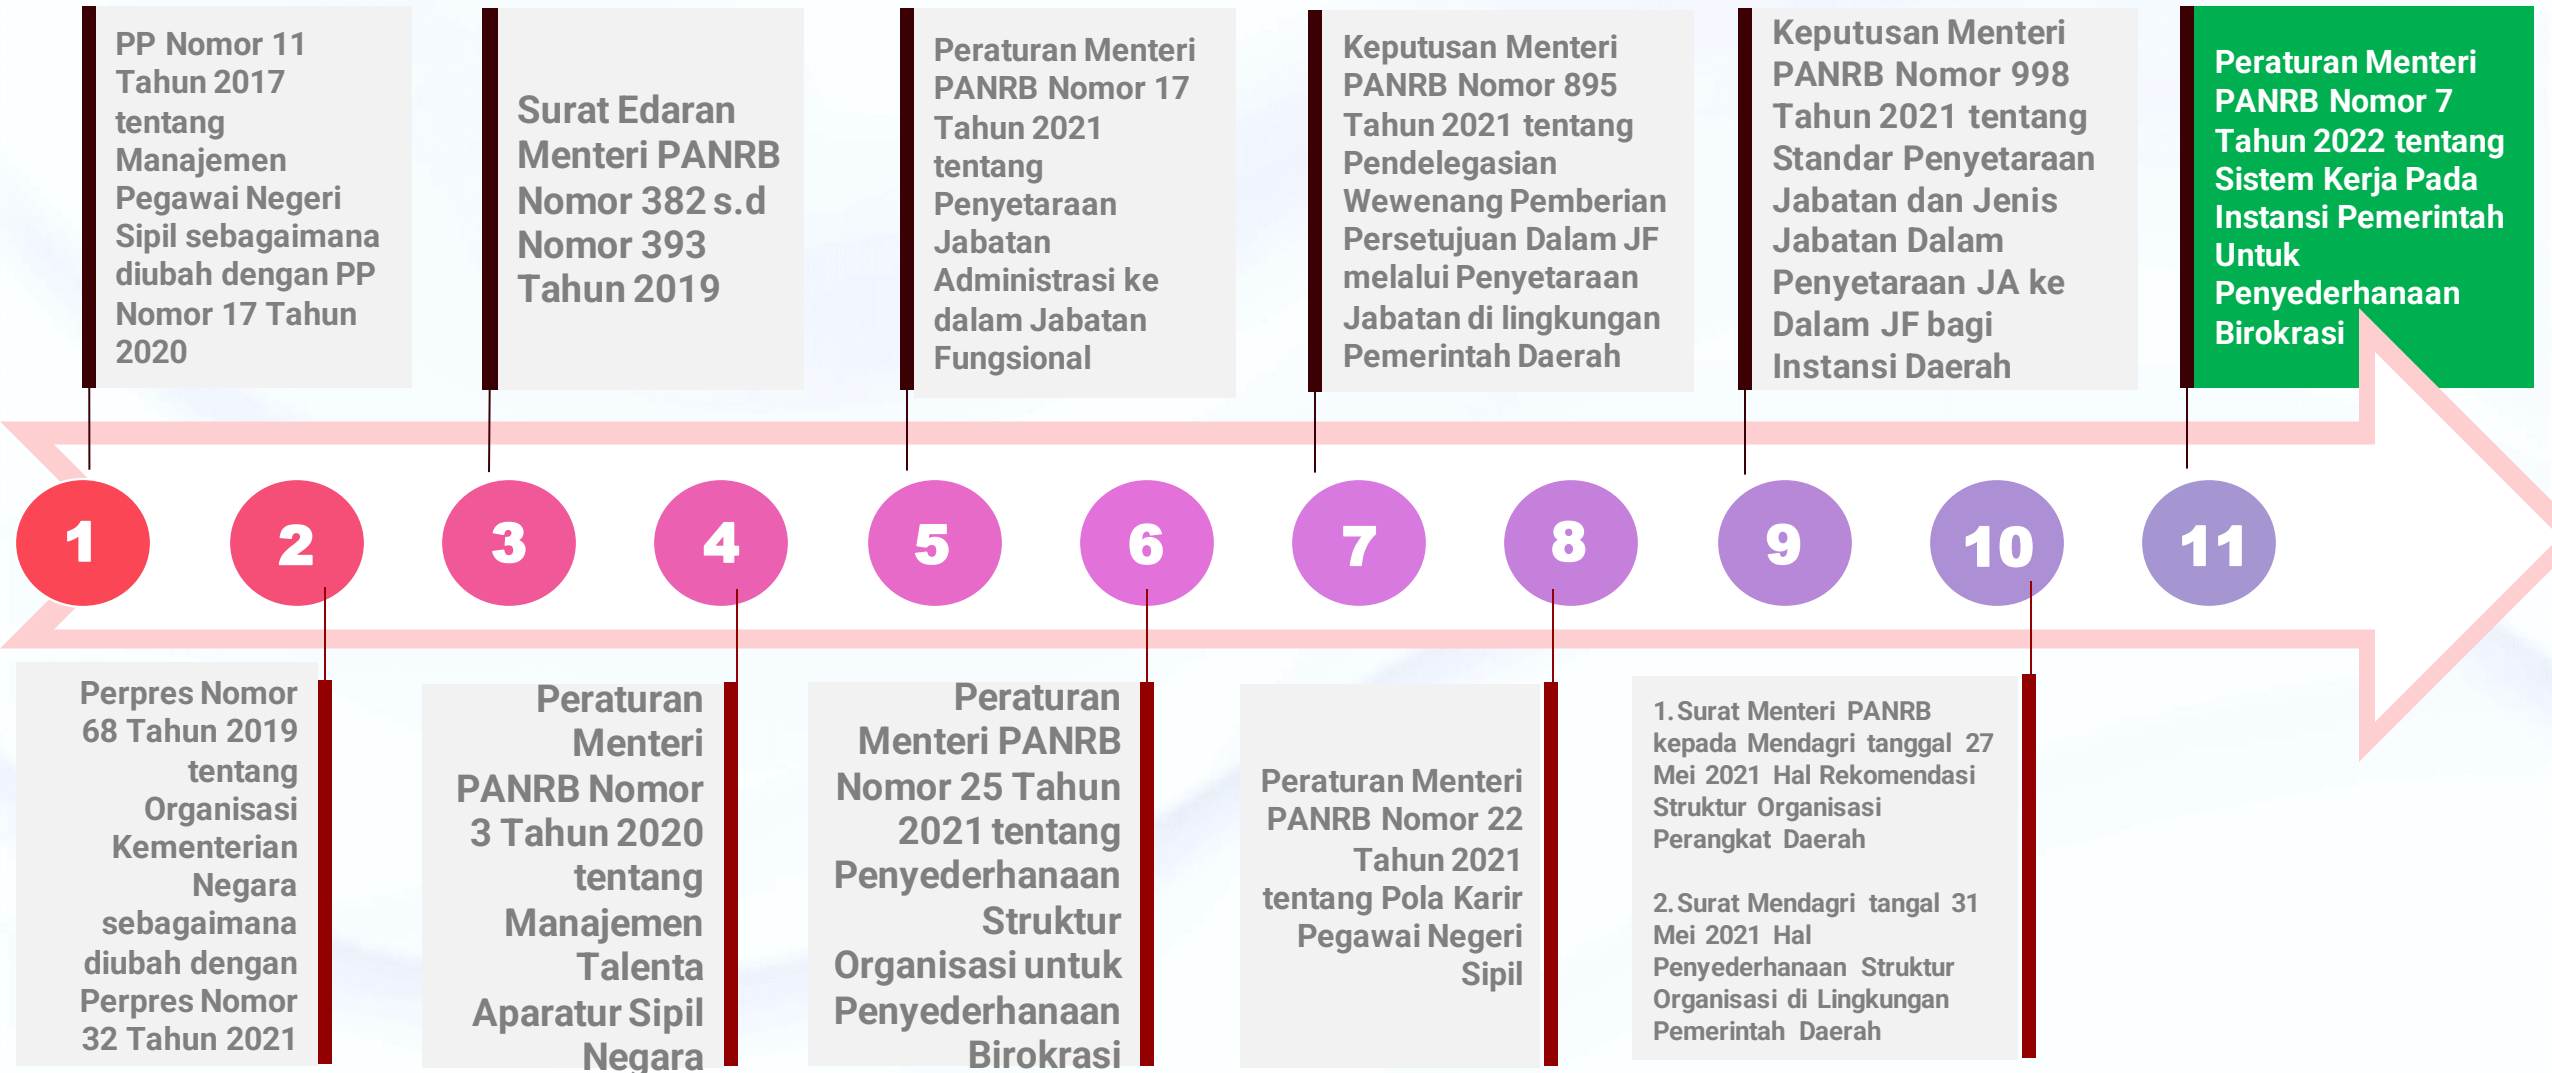 PP Nomor 11
Tahun 2017
tentang
Manajemen
Pegawai Negeri
Sipil sebagaimana
diubah dengan PP
Nomor 17 Tahun
2020
Surat Edaran
Menteri PANRB
Nomor 382 s.d
Nomor 393
Tahun 2019
Peraturan Menteri
PANRB Nomor 17
Tahun 2021
tentang
Penyetaraan
Jabatan
Administrasi ke
dalam Jabatan
Fungsional
Keputusan Menteri
PANRB Nomor 895
Tahun 2021 tentang
Pendelegasian
Wewenang Pemberian
Persetujuan Dalam JF
melalui Penyetaraan
Jabatan di lingkungan
Pemerintah Daerah
Keputusan Menteri
PANRB Nomor 998
Tahun 2021 tentang
Standar Penyetaraan
Jabatan dan Jenis
Jabatan Dalam
Penyetaraan JA ke
Dalam JF bagi
Instansi Daerah
Peraturan Menteri
PANRB Nomor 7
Tahun 2022 tentang
Sistem Kerja Pada
Instansi Pemerintah
Untuk
Penyederhanaan
Birokrasi
1
2
3
4
5
6
7
8
9
10
11
Perpres Nomor
68 Tahun 2019
tentang
Organisasi
Kementerian
Negara
sebagaimana
diubah dengan
Perpres Nomor
32 Tahun 2021
Peraturan
Menteri
PANRB Nomor
3 Tahun 2020
tentang
Manajemen
Talenta
Aparatur Sipil
Negara
Peraturan
Menteri PANRB
Nomor 25 Tahun
2021 tentang
Penyederhanaan
Struktur
Organisasi untuk
Penyederhanaan
Birokrasi
Peraturan Menteri
PANRB Nomor 22
Tahun 2021
tentang Pola Karir
Pegawai Negeri
Sipil
1. Surat Menteri PANRB
kepada Mendagri tanggal 27
Mei 2021 Hal Rekomendasi
Struktur Organisasi
Perangkat Daerah
2. Surat Mendagri tangal 31
Mei 2021 Hal
Penyederhanaan Struktur
Organisasi di Lingkungan
Pemerintah Daerah